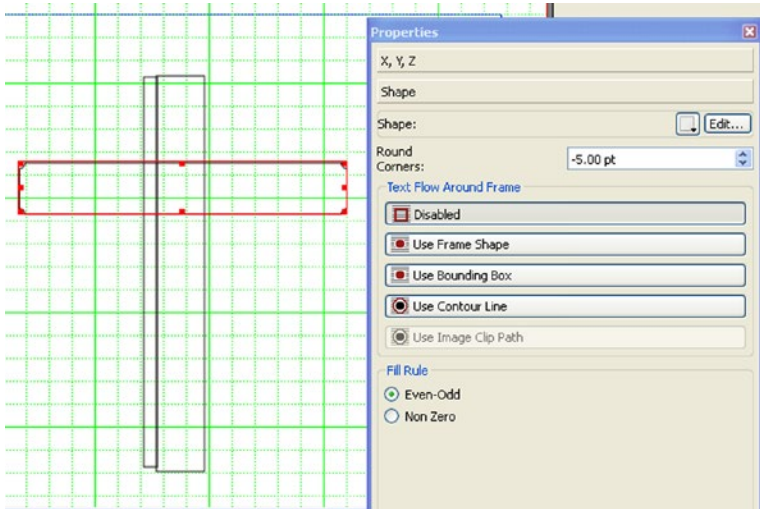 Properties
X, Y, Z
Shape
Shape:
Edit...
Round
Corners:
-5.00 pt
Text Flow Around Frame
Disabled
Use Frame Shape
Use Bounding Box
Use Contour Line
Use Image Clip Path
Fill Rule
Even-Odd
Non Zero